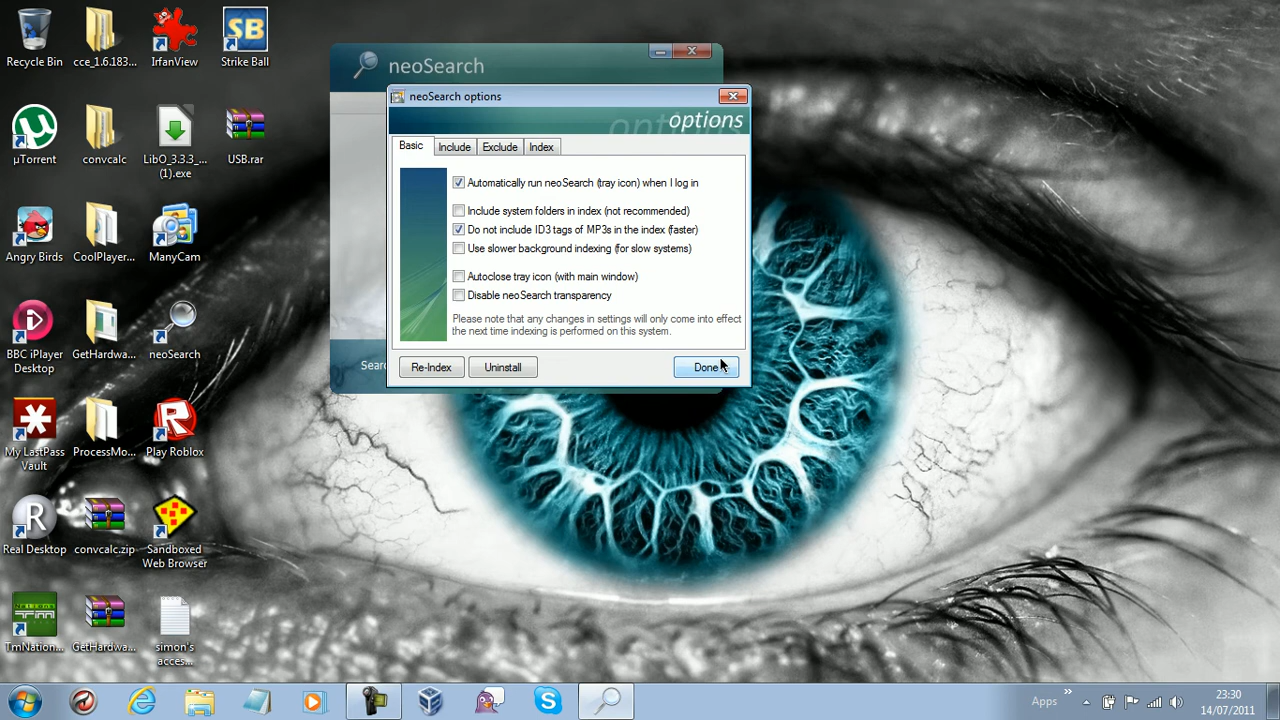 Recycle Bin
cce_1.6.183...
IrfanView
Strike Ball
SB
µTorrent
convcalc
LibO_3.3.3_...
(1).exe
USB.rar
Angry Birds
CoolPlayer...
ManyCam
BBC iPlayer
Desktop
GetHardwa...
neoSearch
My LastPass
Vault
ProcessMo...
Play Roblox
R
Real Desktop
convcalc.zip
Sandboxed
Web Browser
Nations
TM
TmNation...
GetHardwa...
simon's
acces...
neoSearch
neoSearch options
options
Basic
Include
Exclude
Index
Automatically run neoSearch (tray icon) when I log in
Include system folders in index (not recommended)
Do not include ID3 tags of MP3s in the index (faster)
Use slower background indexing (for slow systems)
Autoclose tray icon (with main window)
Disable neoSearch transparency
Please note that any changes in settings will only come into effect
the next time indexing is performed on this system.
Re-Index
Uninstall
Done
Apps
»
23:30
14/07/2011